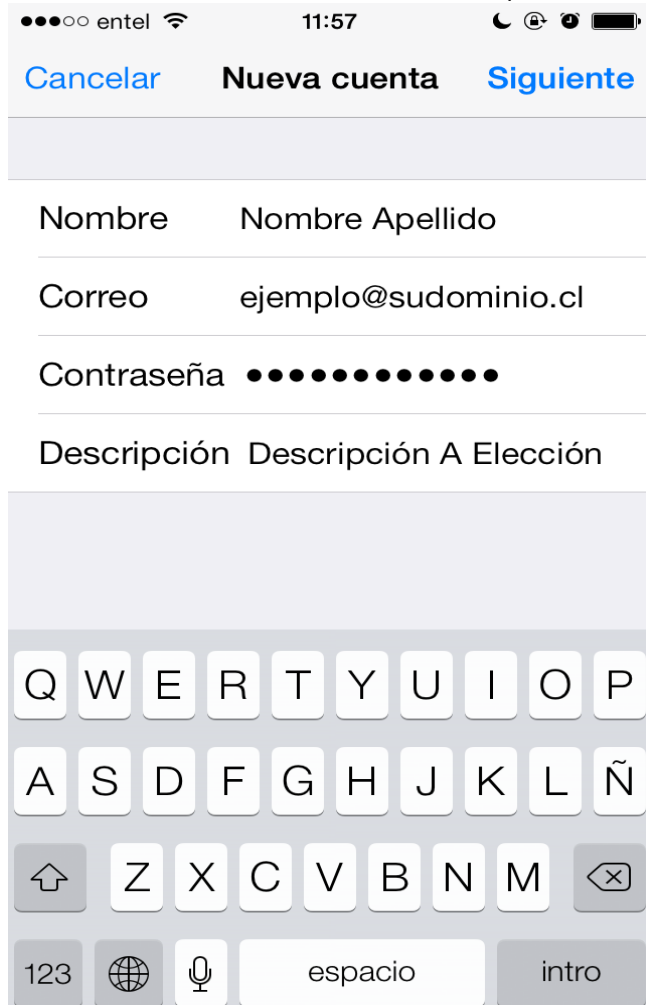 entel 11:57
Cancelar Nueva cuenta Siguiente
Nombre Nombre Apellido
Correo ejemplo@sudominio.cl
Contraseña ●●●●●●●●●●●●
Descripción Descripción A Elección
Q W E R T Y U I O P
A S D F G H J K L Ñ
Z X C V B N M
123 espacio intro